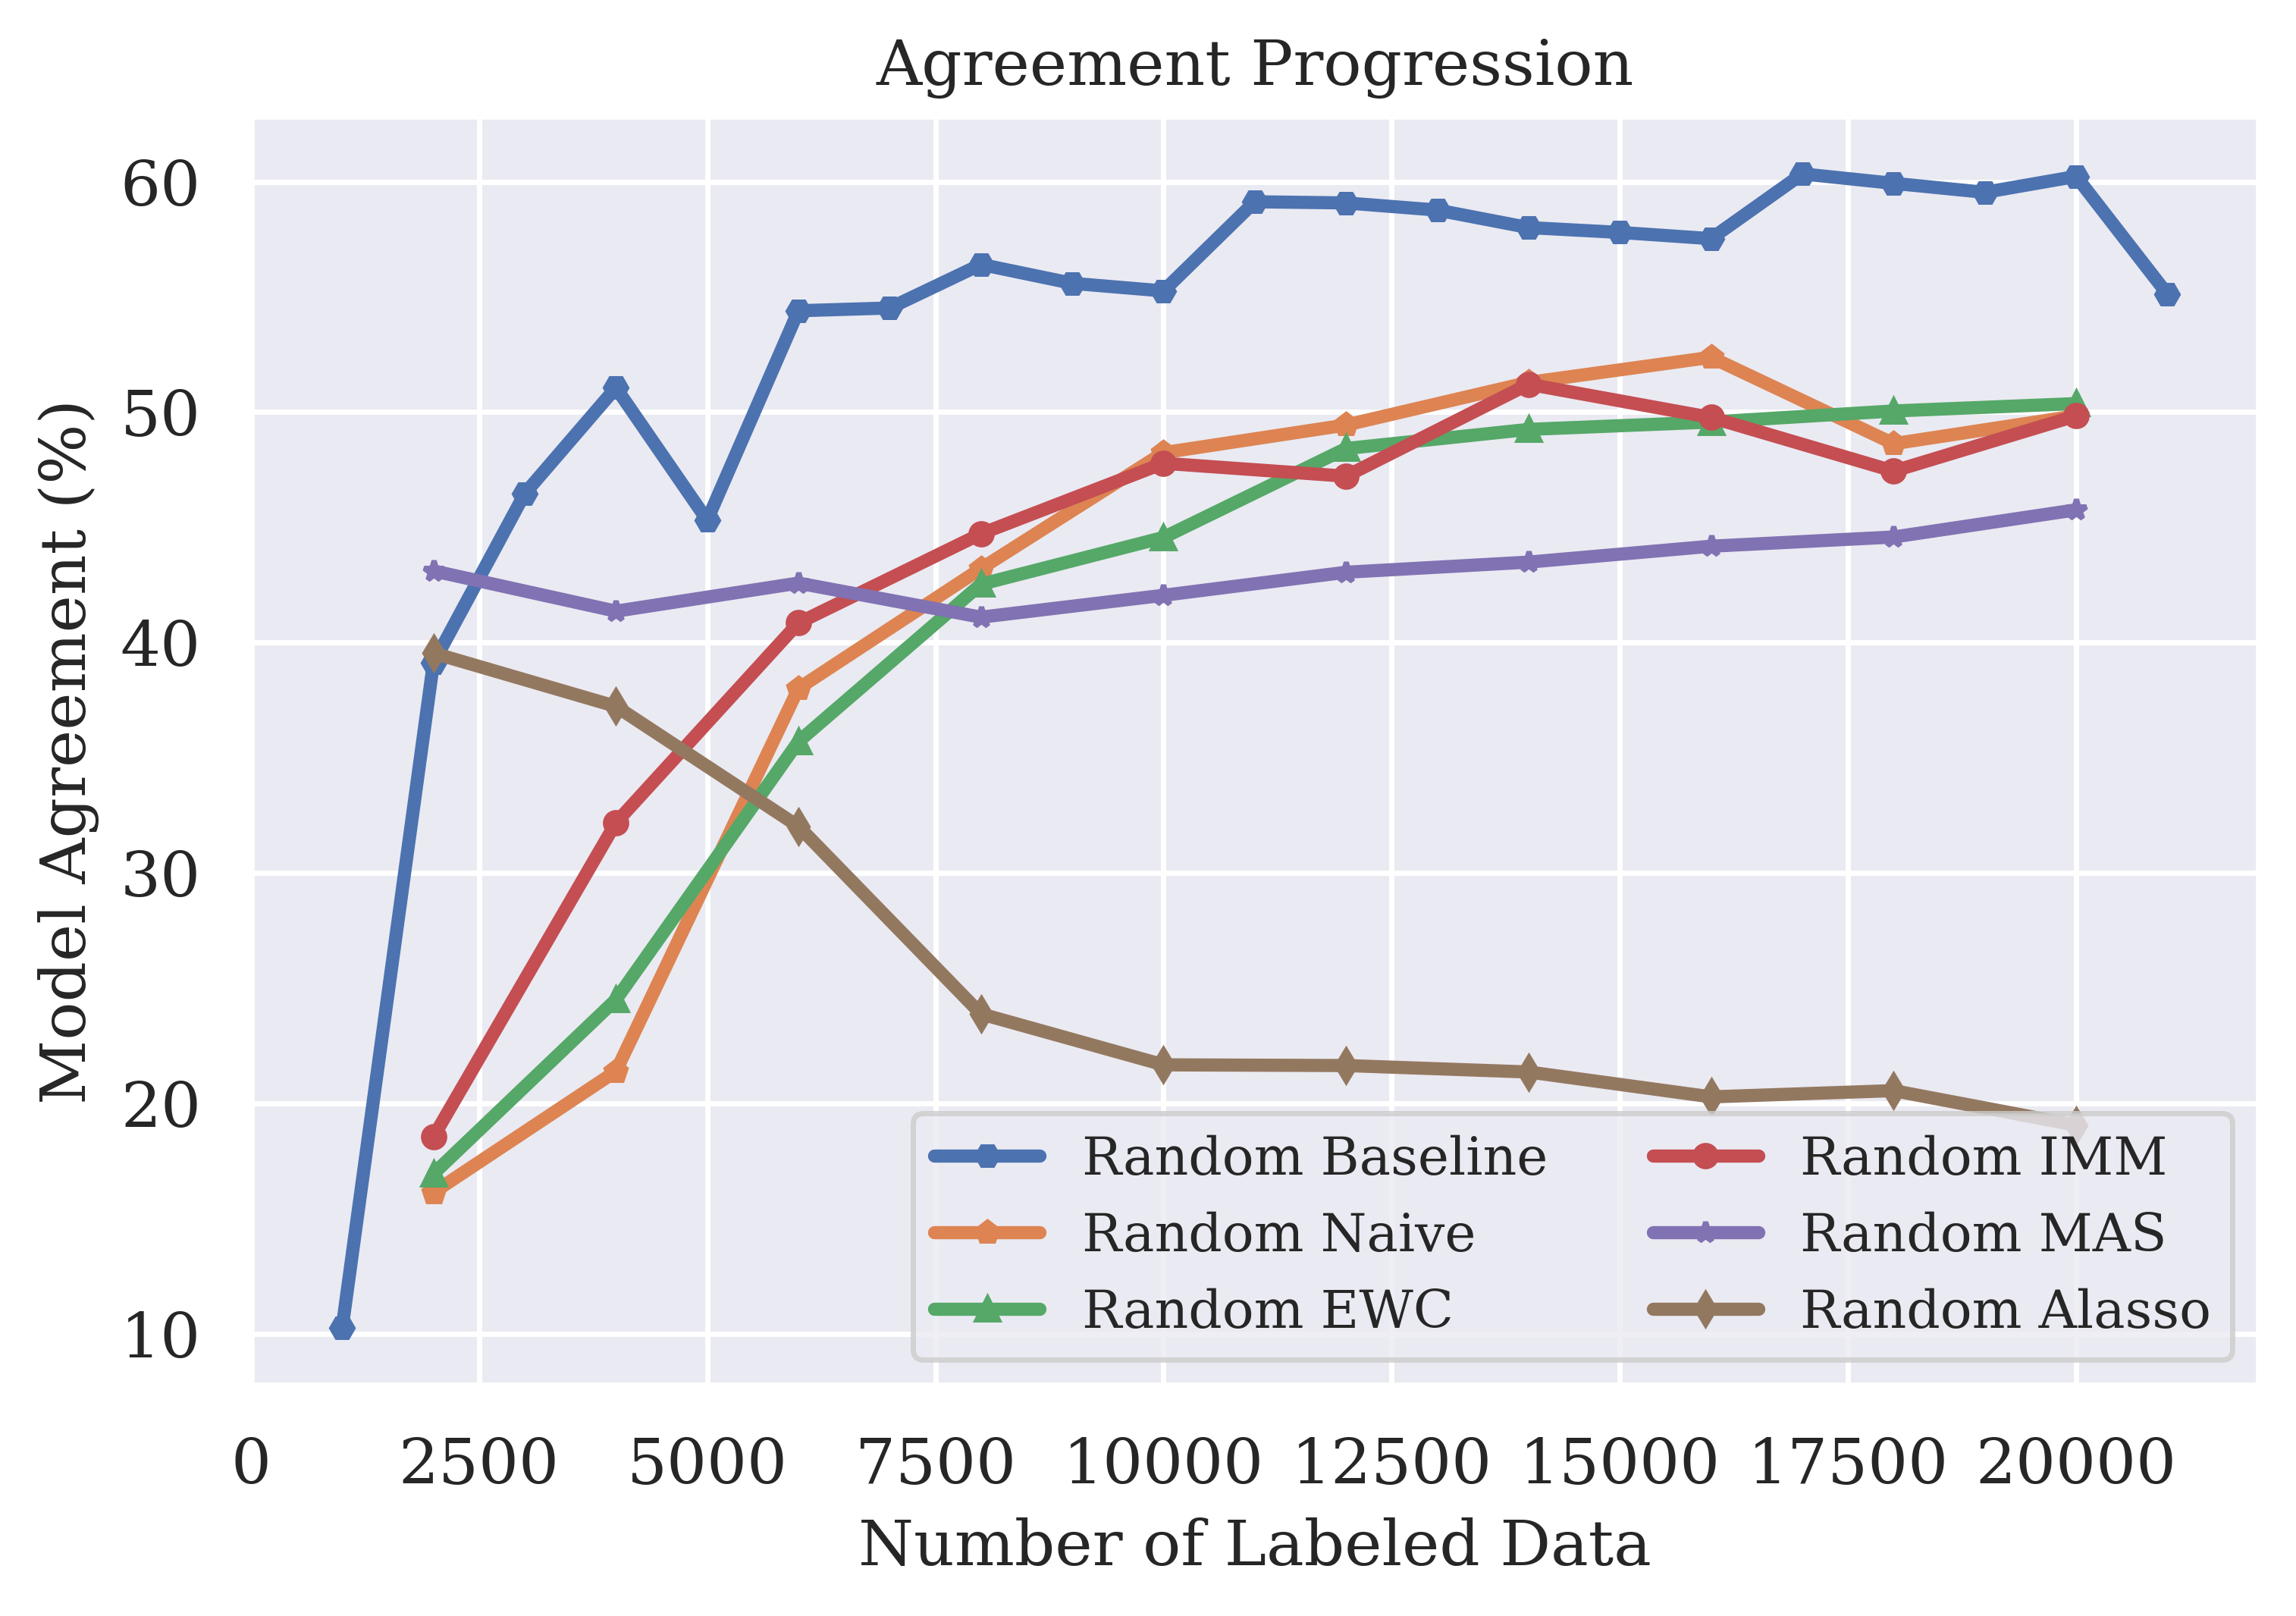 Agreement Progression
Model Agreement (%)
60
50
40
30
20
10
Random Baseline
Random Naive
Random EWC
Random IMM
Random MAS
Random Alasso
0 2500 5000 7500 10000 12500 15000 17500 20000
Number of Labeled Data